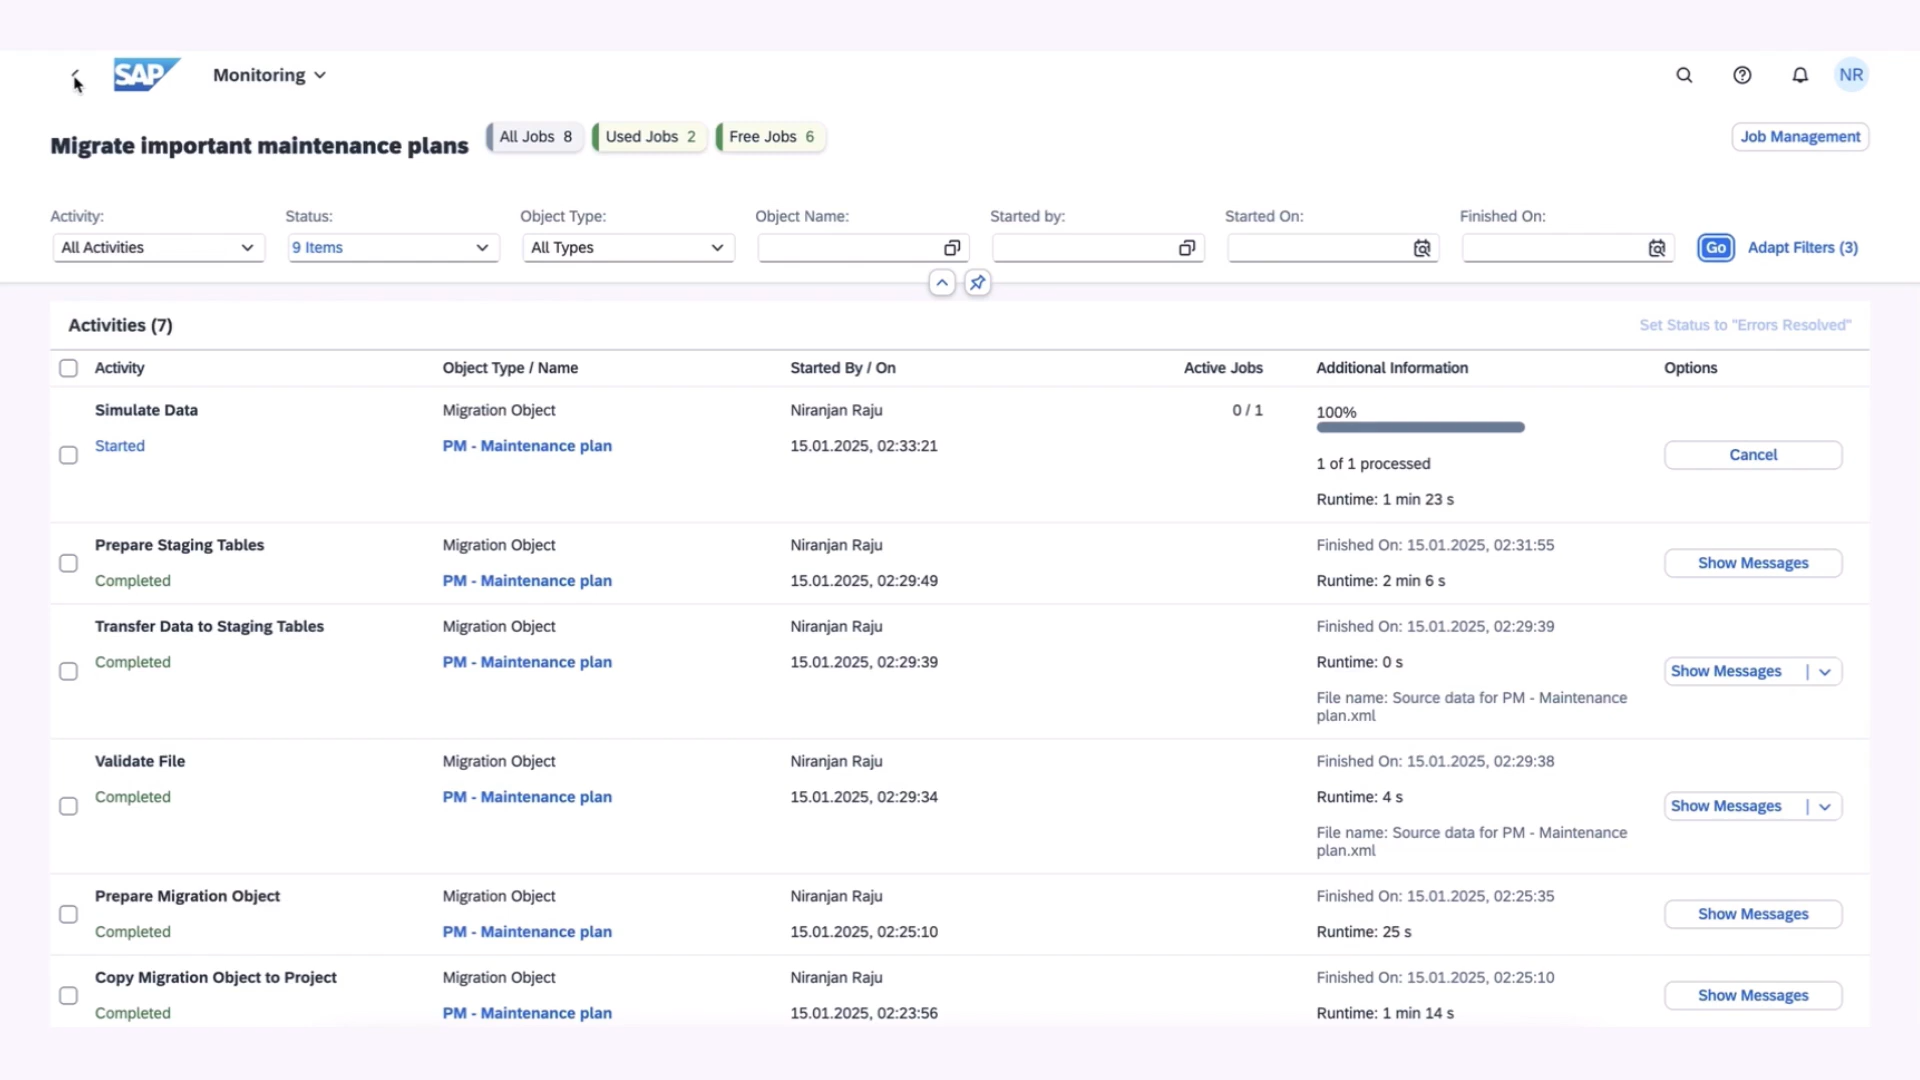 SAP Monitoring NR
Migrate important maintenance plans All Jobs 8 Used Jobs 2 Free Jobs 6 Job Management
Activity: Status: Object Type: Object Name: Started by: Started On: Finished On:
All Activities 9 Items All Types Go Adapt Filters (3)
Activities (7) Set Status to "Errors Resolved"
Activity Object Type / Name Started By / On Active Jobs Additional Information Options
Simulate Data Migration Object Niranjan Raju 0 / 1 100%
Started PM - Maintenance plan 15.01.2025, 02:33:21
1 of 1 processed
Cancel
Runtime: 1 min 23 s
Prepare Staging Tables Migration Object Niranjan Raju Finished On: 15.01.2025, 02:31:55
Show Messages
Completed PM - Maintenance plan 15.01.2025, 02:29:49 Runtime: 2 min 6 s
Transfer Data to Staging Tables Migration Object Niranjan Raju Finished On: 15.01.2025, 02:29:39
Completed PM - Maintenance plan 15.01.2025, 02:29:39 Runtime: 0 s
Show Messages
File name: Source data for PM - Maintenance
plan.xml
Validate File Migration Object Niranjan Raju Finished On: 15.01.2025, 02:29:38
Completed PM - Maintenance plan 15.01.2025, 02:29:34 Runtime: 4 s
Show Messages
File name: Source data for PM - Maintenance
plan.xml
Prepare Migration Object Migration Object Niranjan Raju Finished On: 15.01.2025, 02:25:35
Show Messages
Completed PM - Maintenance plan 15.01.2025, 02:25:10 Runtime: 25 s
Copy Migration Object to Project Migration Object Niranjan Raju Finished On: 15.01.2025, 02:25:10
Show Messages
Completed PM - Maintenance plan 15.01.2025, 02:23:56 Runtime: 1 min 14 s